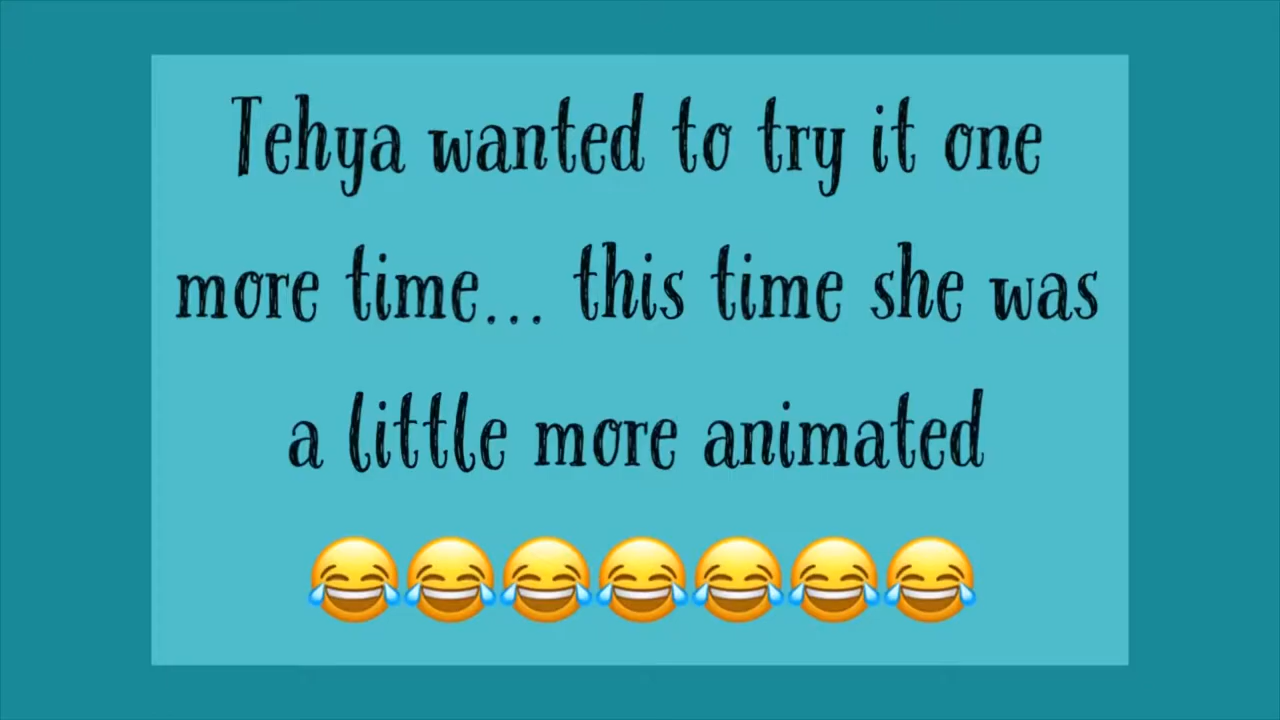 Tehya wanted to try it one
more time... this time she was
a little more animated
😂😂😂😂😂😂😂